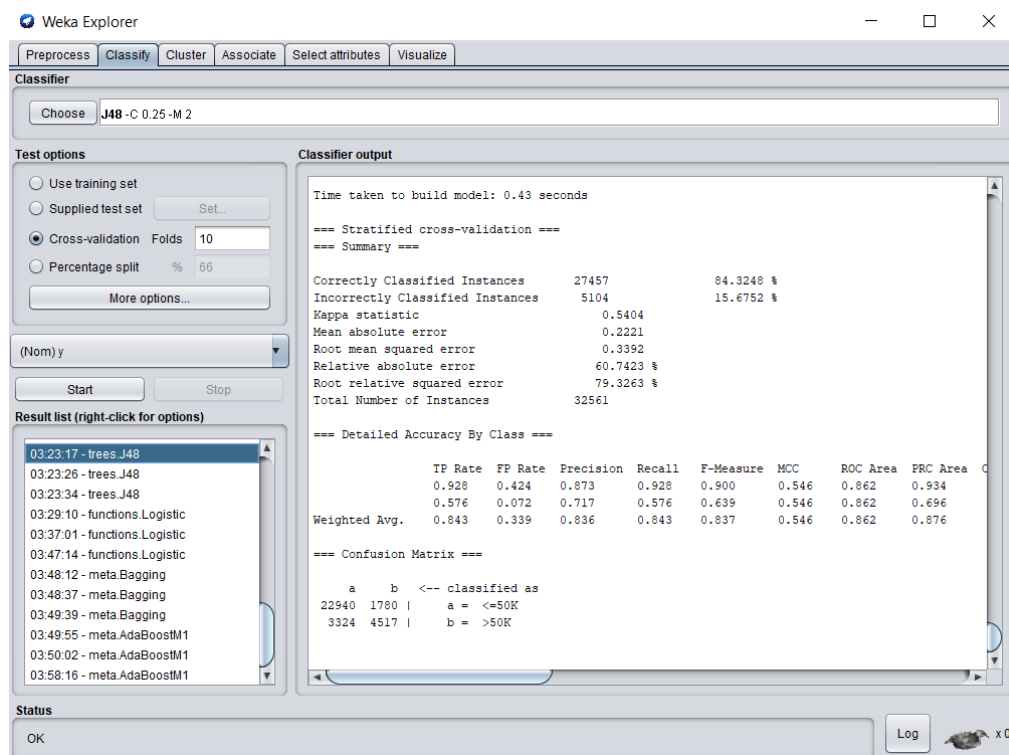 Weka Explorer
Preprocess Classify Cluster Associate Select attributes Visualize
Classifier
Choose J48 -C 0.25 -M 2
Test options
Use training set
Supplied test set Set...
Cross-validation Folds 10
Percentage split % 66
More options...
(Nom) y
Start Stop
Result list (right-click for options)
03:23:17 - trees.J48
03:23:26 - trees.J48
03:23:34 - trees.J48
03:29:10 - functions.Logistic
03:37:01 - functions.Logistic
03:47:14 - functions.Logistic
03:48:12 - meta.Bagging
03:48:37 - meta.Bagging
03:49:39 - meta.Bagging
03:49:55 - meta.AdaBoostM1
03:50:02 - meta.AdaBoostM1
03:58:16 - meta.AdaBoostM1
Classifier output
Time taken to build model: 0.43 seconds
=== Stratified cross-validation ===
=== Summary ===
Correctly Classified Instances 27457 84.3248 %
Incorrectly Classified Instances 5104 15.6752 %
Kappa statistic 0.5404
Mean absolute error 0.2221
Root mean squared error 0.3392
Relative absolute error 60.7423 %
Root relative squared error 79.3263 %
Total Number of Instances 32561
=== Detailed Accuracy By Class ===
TP Rate FP Rate Precision Recall F-Measure MCC ROC Area PRC Area C
0.928 0.424 0.873 0.928 0.900 0.546 0.862 0.934
0.576 0.072 0.717 0.576 0.639 0.546 0.862 0.696
Weighted Avg. 0.843 0.339 0.836 0.843 0.837 0.546 0.862 0.876
=== Confusion Matrix ===
a b <-- classified as
22940 1780 | a = <=50K
3324 4517 | b = >50K
Status
OK
Log x 0